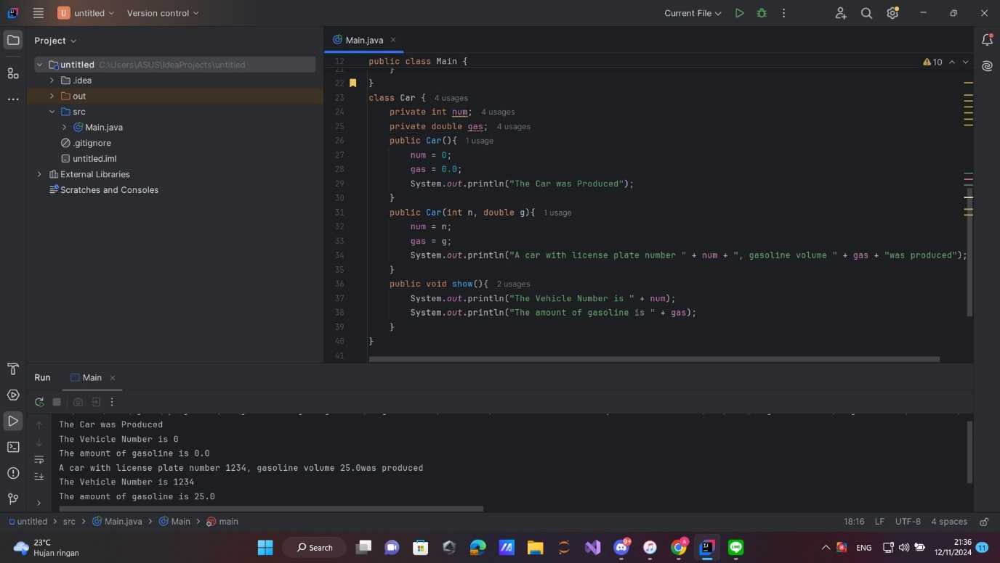 U untitled Version control Current File
Project
Main.java
untitled C:\Users\ASUS\IdeaProjects\untitled
.idea
out
src
Main.java
.gitignore
untitled.iml
External Libraries
Scratches and Consoles
12 public class Main {
10
21 }
22 }
23 class Car { 4 usages
24 private int num; 4 usages
25 private double gas; 4 usages
26 public Car(){ 1 usage
27 num = 0;
28 gas = 0.0;
29 System.out.println("The Car was Produced");
30 }
31 public Car(int n, double g){ 1 usage
32 num = n;
33 gas = g;
34 System.out.println("A car with license plate number " + num + ", gasoline volume " + gas + "was produced");
35 }
36 public void show(){ 2 usages
37 System.out.println("The Vehicle Number is " + num);
38 System.out.println("The amount of gasoline is " + gas);
39 }
40 }
41
Run Main
The Car was Produced
The Vehicle Number is 0
The amount of gasoline is 0.0
A car with license plate number 1234, gasoline volume 25.0was produced
The Vehicle Number is 1234
The amount of gasoline is 25.0
untitled > src > Main.java > Main > main
18:16 LF UTF-8 4 spaces
23°C
Hujan ringan
Search
ENG
21:36
12/11/2024
11